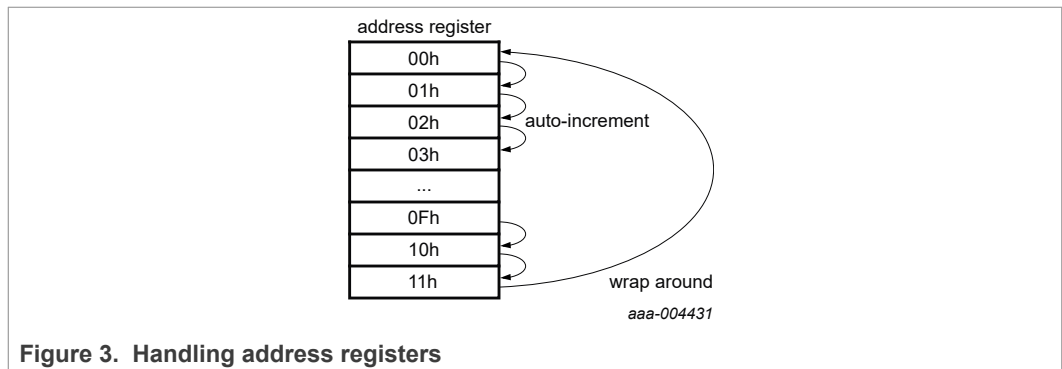 address register
00h
01h
02h
auto-increment
03h
...
0Fh
10h
11h
wrap around
aaa-004431
Figure 3. Handling address registers